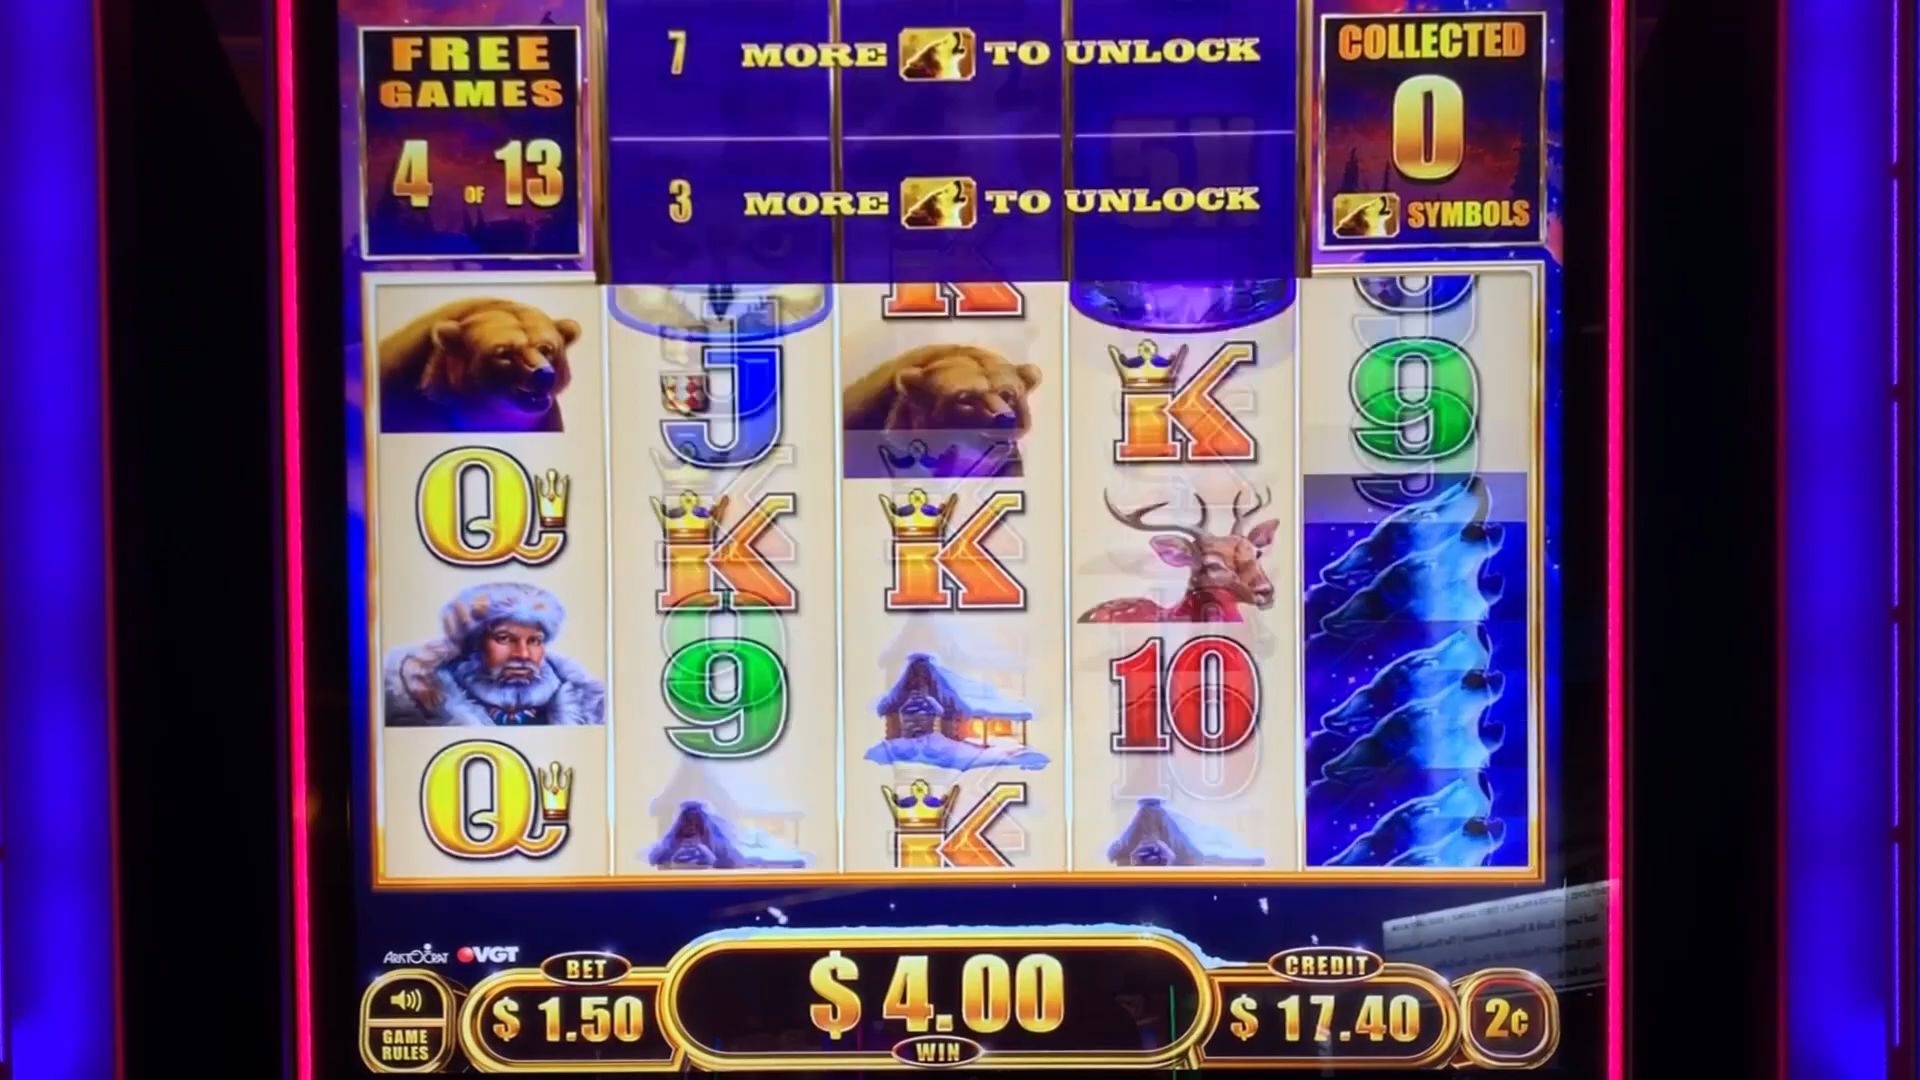 FREE
GAMES
4 OF 13
7 MORE TO UNLOCK
3 MORE TO UNLOCK
COLLECTED
0
SYMBOLS
K
J
K
9
Q
Q
K
K
K
10
9
ARISTOCRAT VGT
BET
$ 1.50
$ 4.00
WIN
CREDIT
$ 17.40
2¢
GAME
RULES